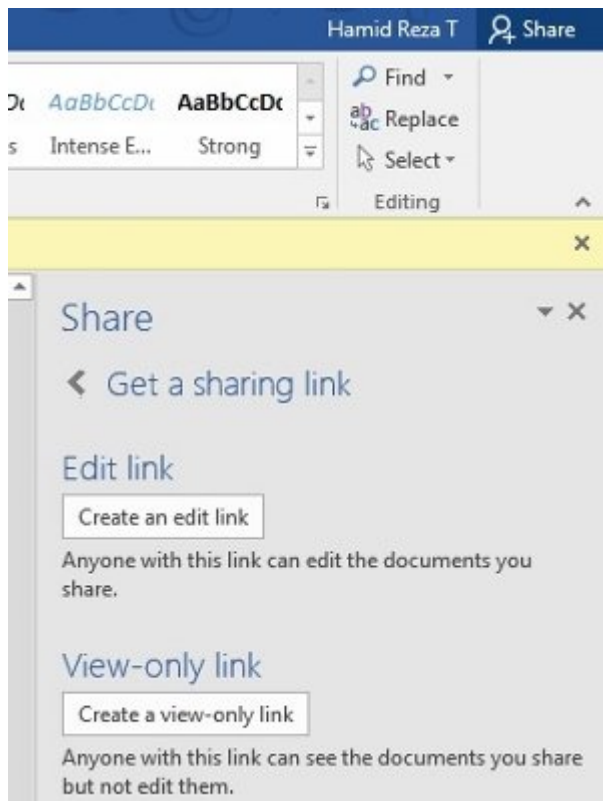 Hamid Reza T Share
Find
AaBbCcDc AaBbCcDc
Replace
s Intense E... Strong
Select
Editing
Share
Get a sharing link
Edit link
Create an edit link
Anyone with this link can edit the documents you
share.
View-only link
Create a view-only link
Anyone with this link can see the documents you share
but not edit them.